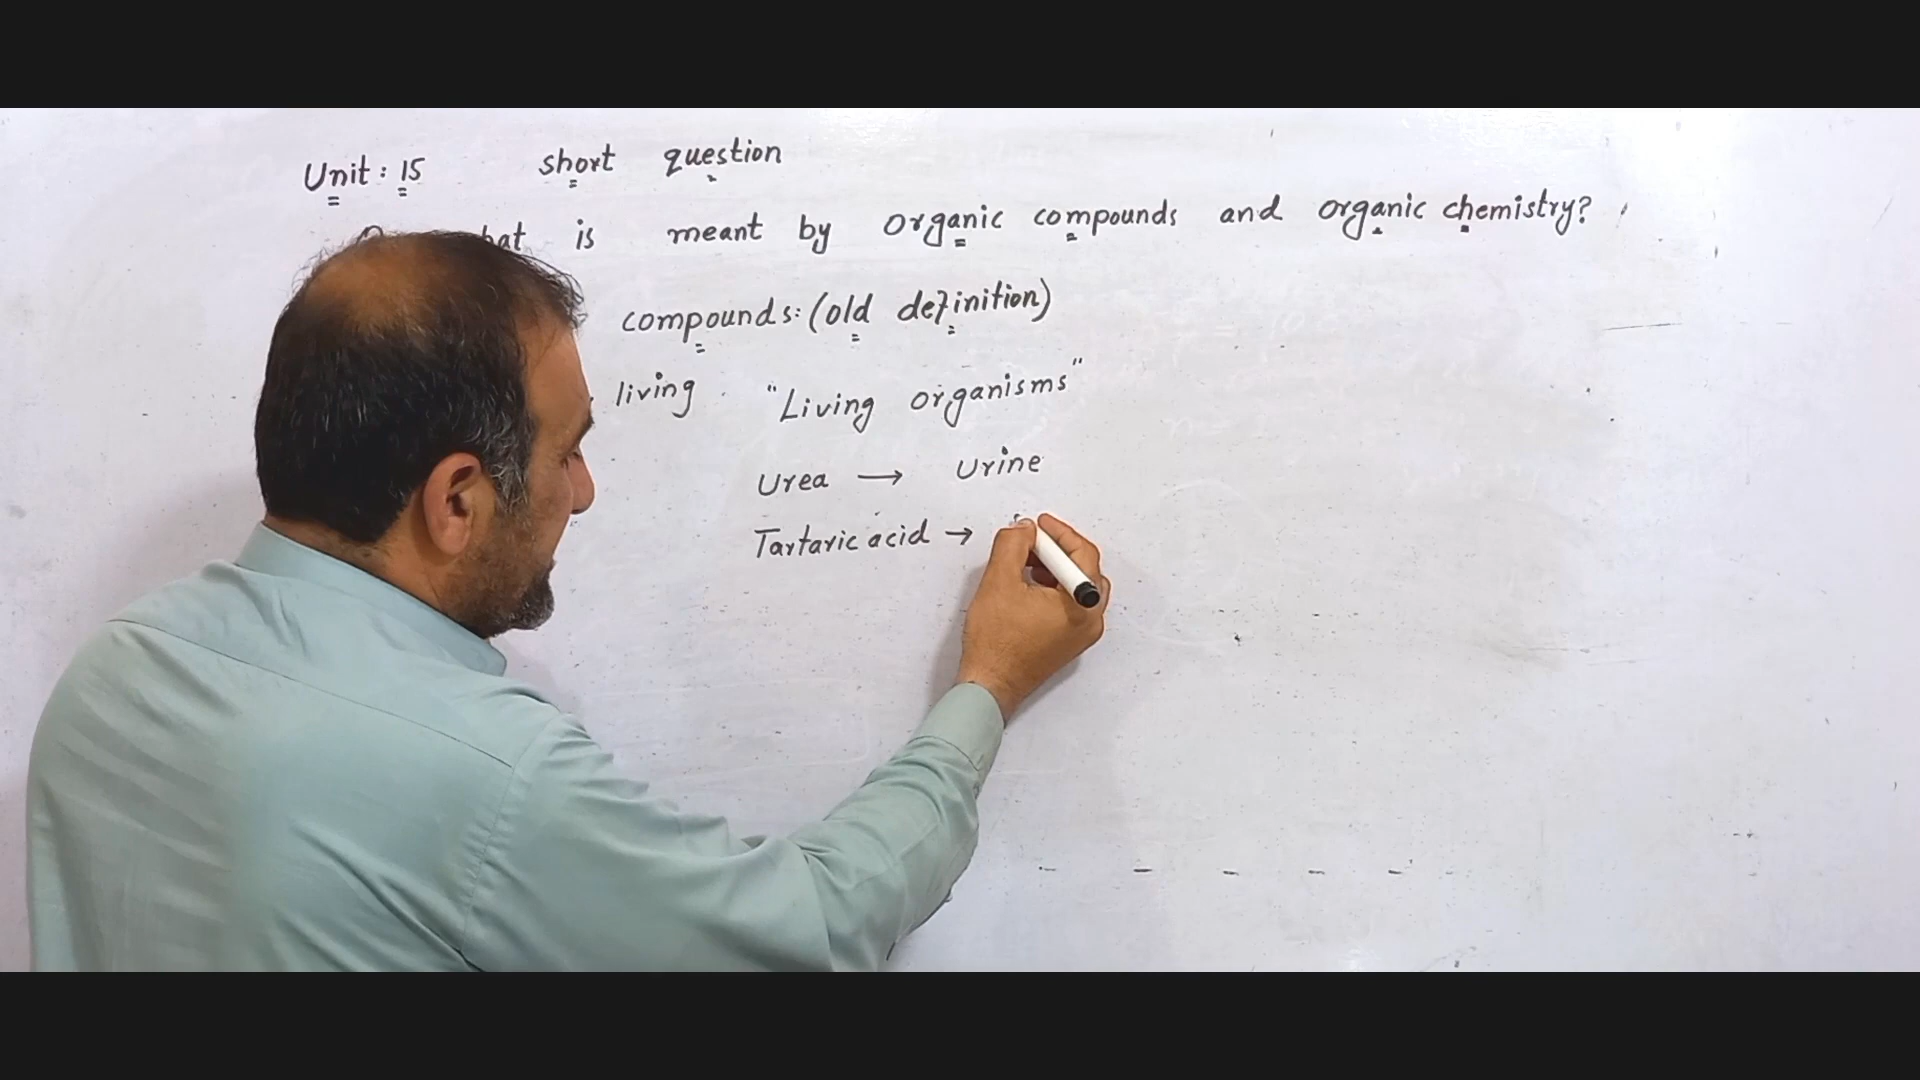 Unit: 15 short question
is meant by organic compounds and organic chemistry?
compounds: (old definition)
living "Living organisms"
Urea → Urine
Tartaric acid →